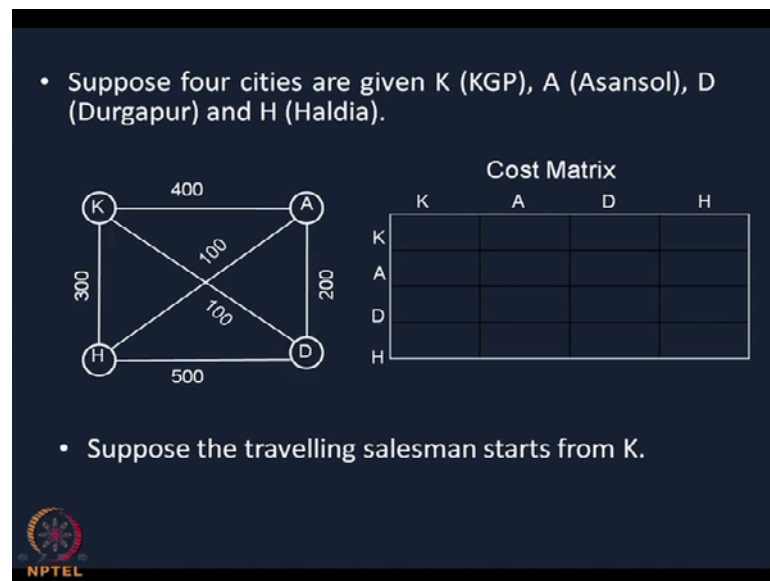 • Suppose four cities are given K (KGP), A (Asansol), D
(Durgapur) and H (Haldia).
Cost Matrix
K A D H
K
A
D
H
K 400 A
300 100 200
100
H D
500
• Suppose the travelling salesman starts from K.
NPTEL